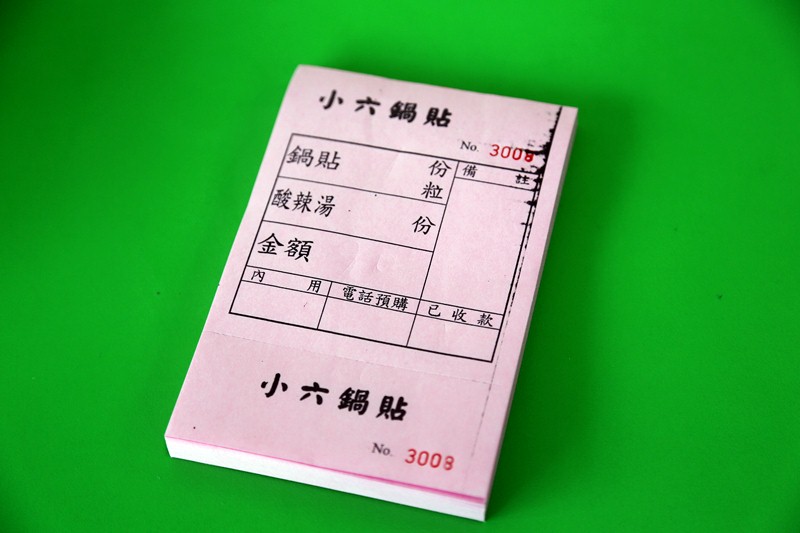 小六鍋貼
No. 3008
鍋貼 份 備註
粒
酸辣湯 份
金額
內用 電話預購 已收款
小六鍋貼
No. 3008